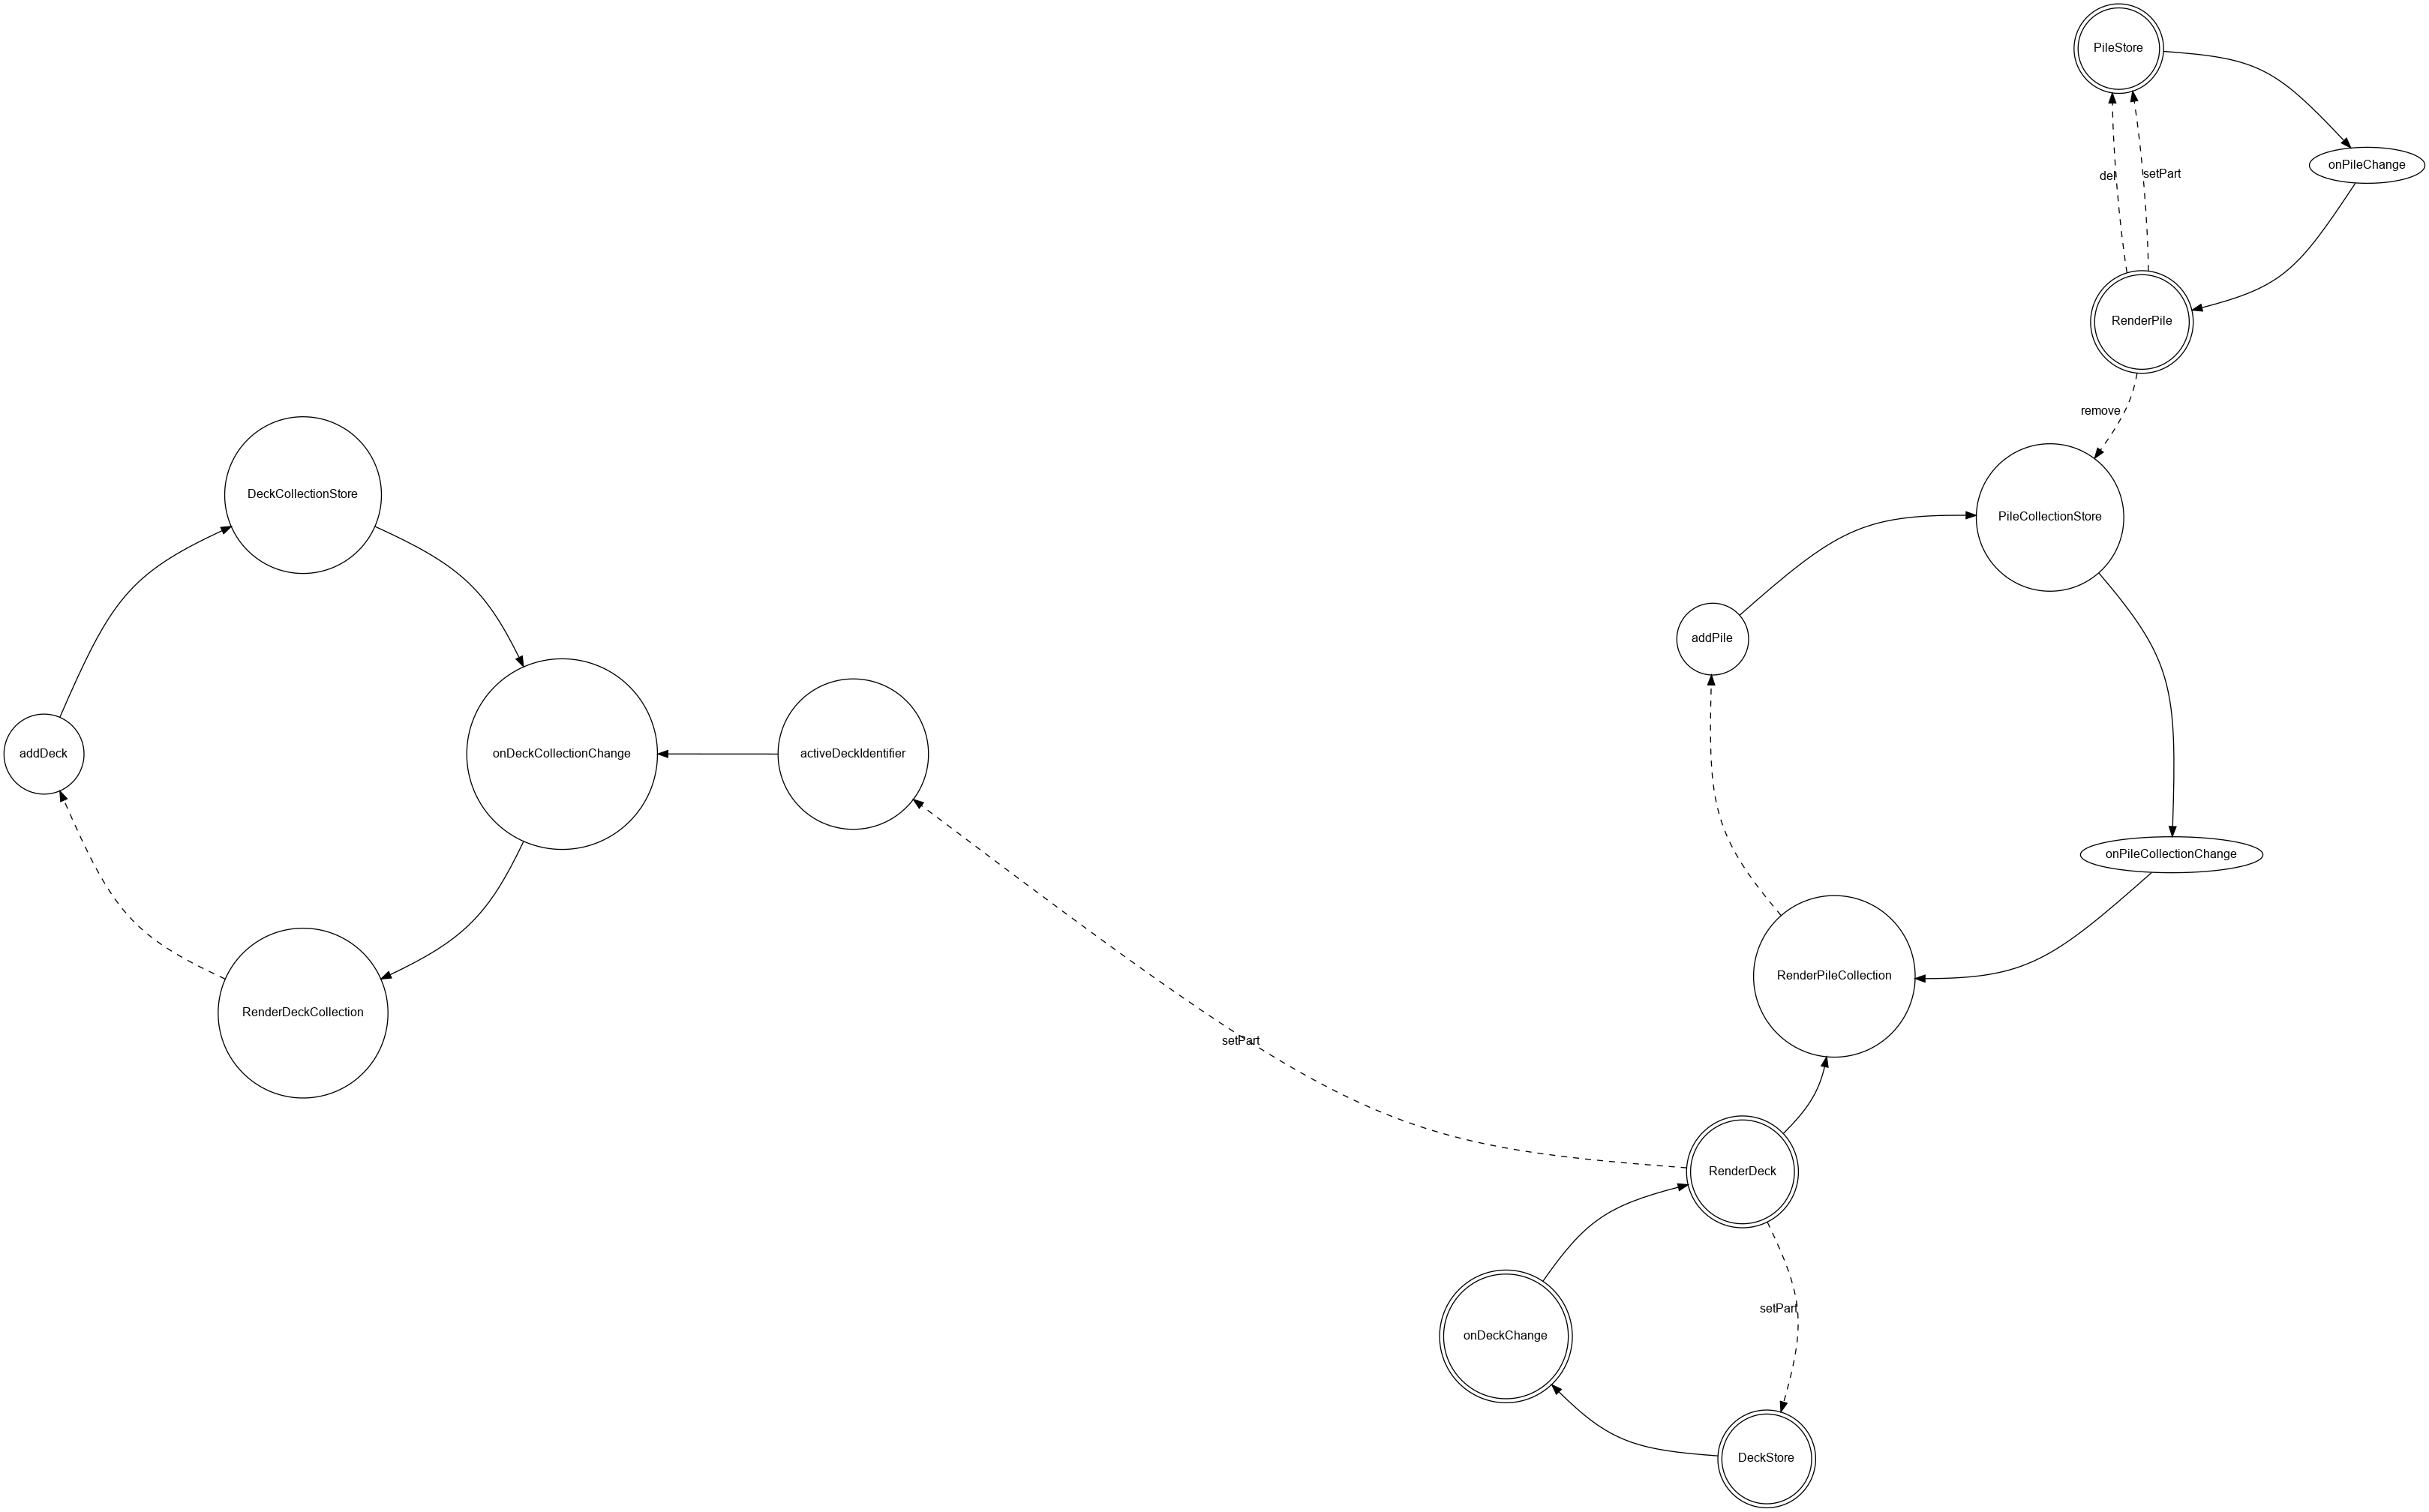 PileStore
onPileChange
del
setPart
RenderPile
remove
DeckCollectionStore
PileCollectionStore
addPile
addDeck
onDeckCollectionChange
activeDeckIdentifier
onPileCollectionChange
RenderPileCollection
RenderDeckCollection
setPart
RenderDeck
setPart
onDeckChange
DeckStore